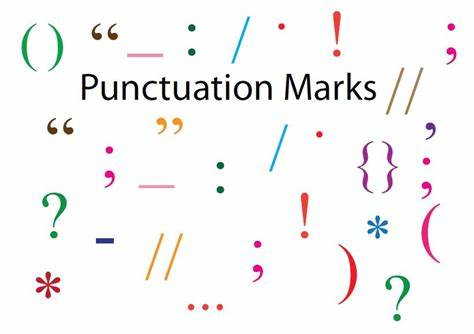 ( ) “ _ : / · ! ;
Punctuation Marks //
“ ” / · ;
; _ : { }
? - // ; ! * (
* … ) ?